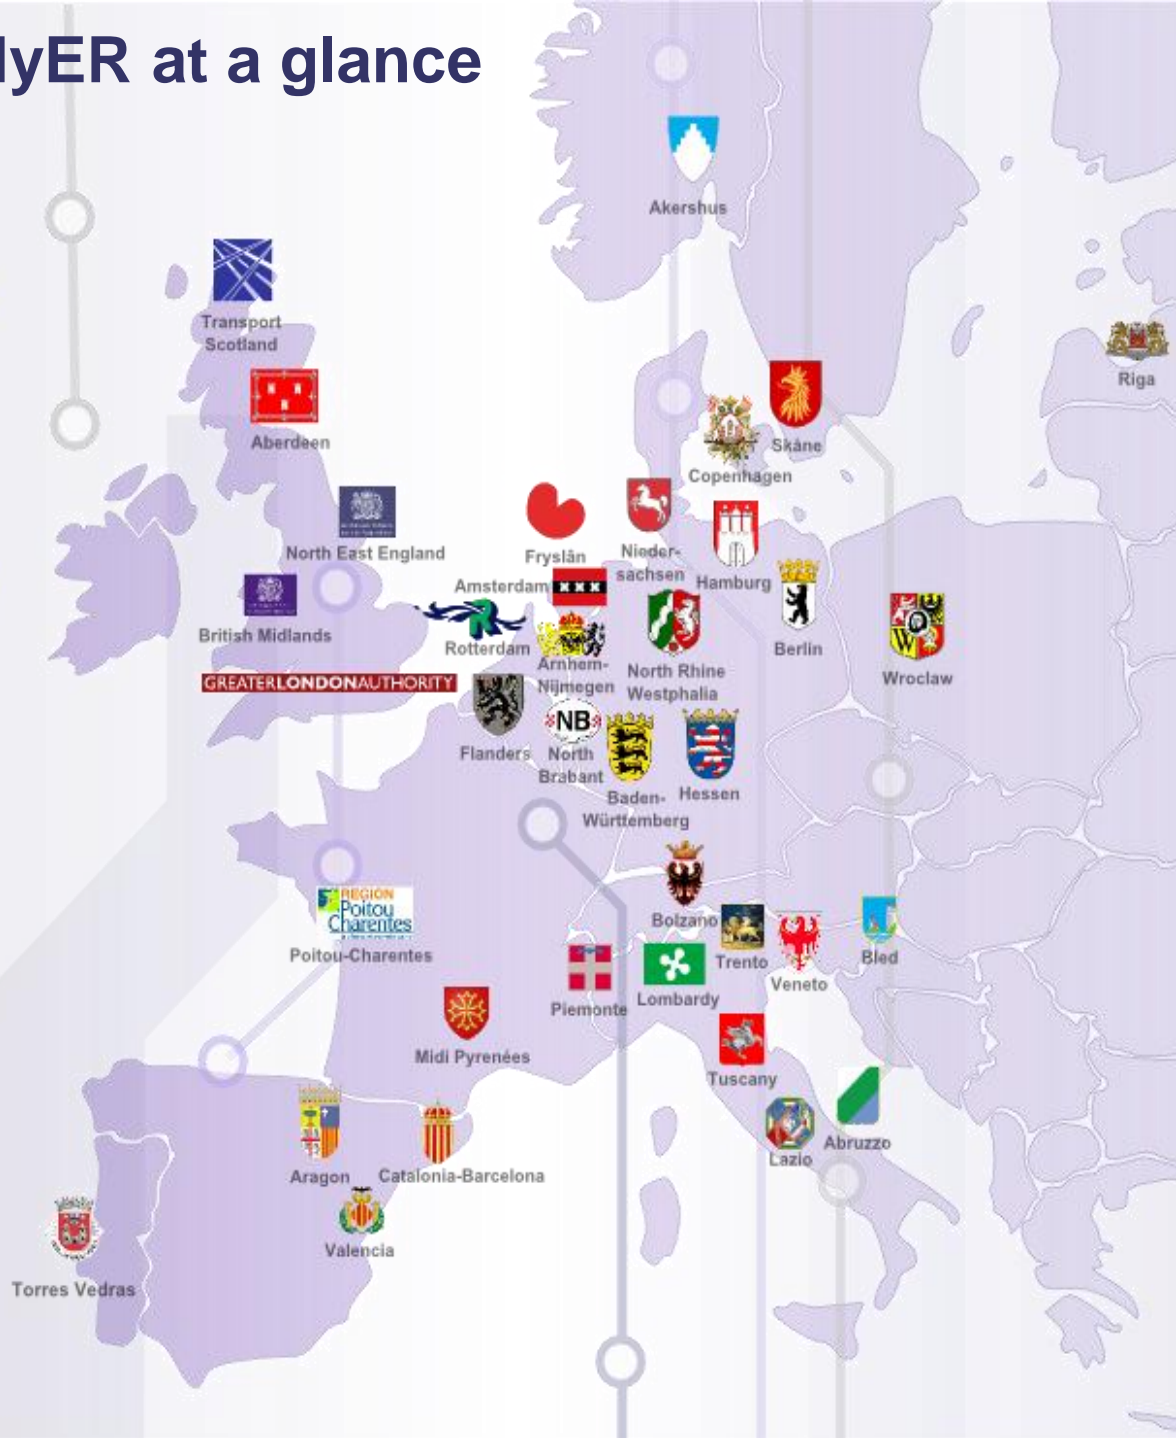 lyER at a glance
Akershus
Transport
Scotland
Riga
Aberdeen
Skåne
Copenhagen
North East England
Fryslân
Nieder-
sachsen
Hamburg
Amsterdam
British Midlands
Rotterdam
Arnhem-
Nijmegen
North Rhine
Westphalia
Berlin
W
Wroclaw
GREATERLONDONAUTHORITY
Flanders
NB
North
Brabant
Baden-
Württemberg
Hessen
Bolzano
REGION
Poitou
Charentes
Poitou-Charentes
Trento
Veneto
Bled
Piemonte
Lombardy
Midi Pyrenées
Tuscany
Lazio
Abruzzo
Aragon
Catalonia-Barcelona
Valencia
Torres Vedras